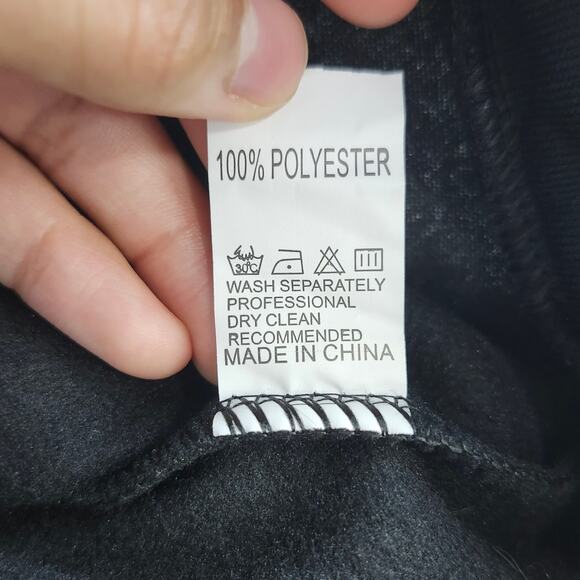 100% POLYESTER
30°C
WASH SEPARATELY
PROFESSIONAL
DRY CLEAN
RECOMMENDED
MADE IN CHINA